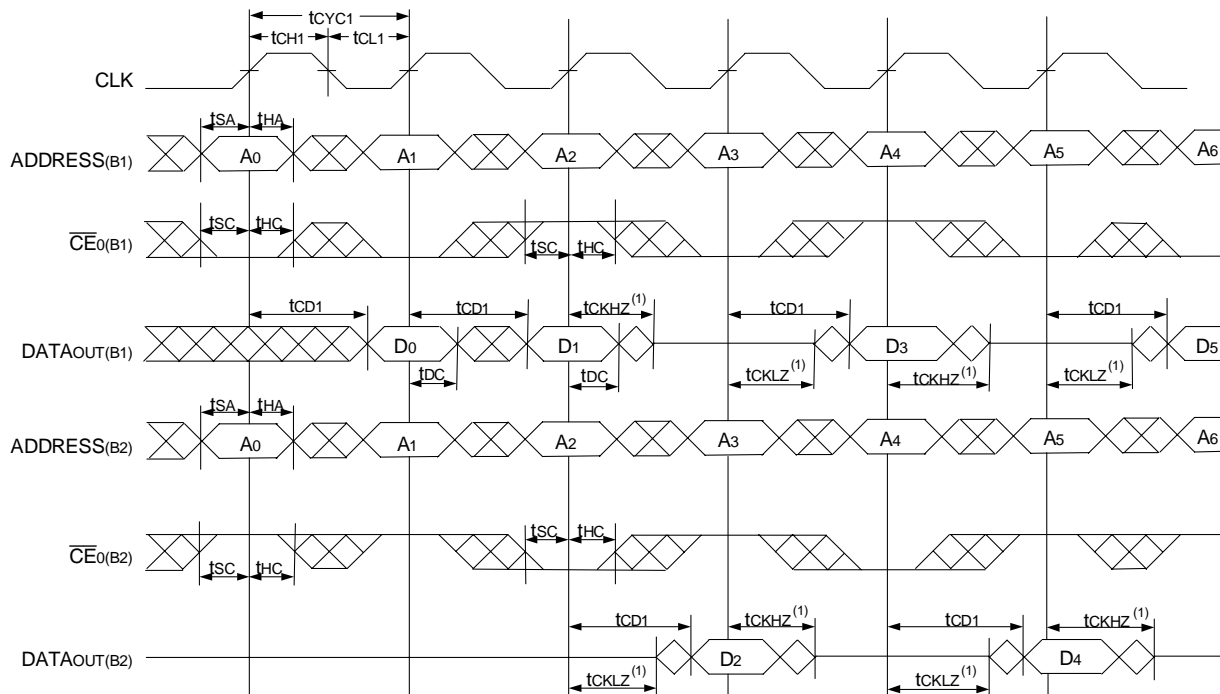 tCYC1
tCH1 tCL1
CLK
tSA tHA
ADDRESS(B1) A0 A1 A2 A3 A4 A5 A6
tSC tHC
CE0(B1)
tSC tHC
tCD1 tCD1 tCKHZ(1) tCD1 tCD1
DATAOUT(B1) D0 D1 D3 D5
tDC tDC tCKLZ(1) tCKHZ(1) tCKLZ(1)
tSA tHA
ADDRESS(B2) A0 A1 A2 A3 A4 A5 A6
tSC tHC
CE0(B2)
tSC tHC
tCD1 tCKHZ(1) tCD1 tCKHZ(1)
DATAOUT(B2) D2 D4
tCKLZ(1) tCKLZ(1)